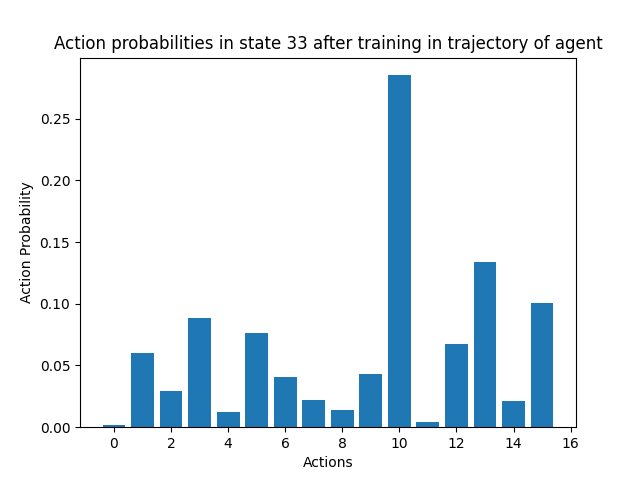 Action probabilities in state 33 after training in trajectory of agent
0.25
0.20
0.15
0.10
0.05
0.00
Action Probability
0 2 4 6 8 10 12 14 16
Actions